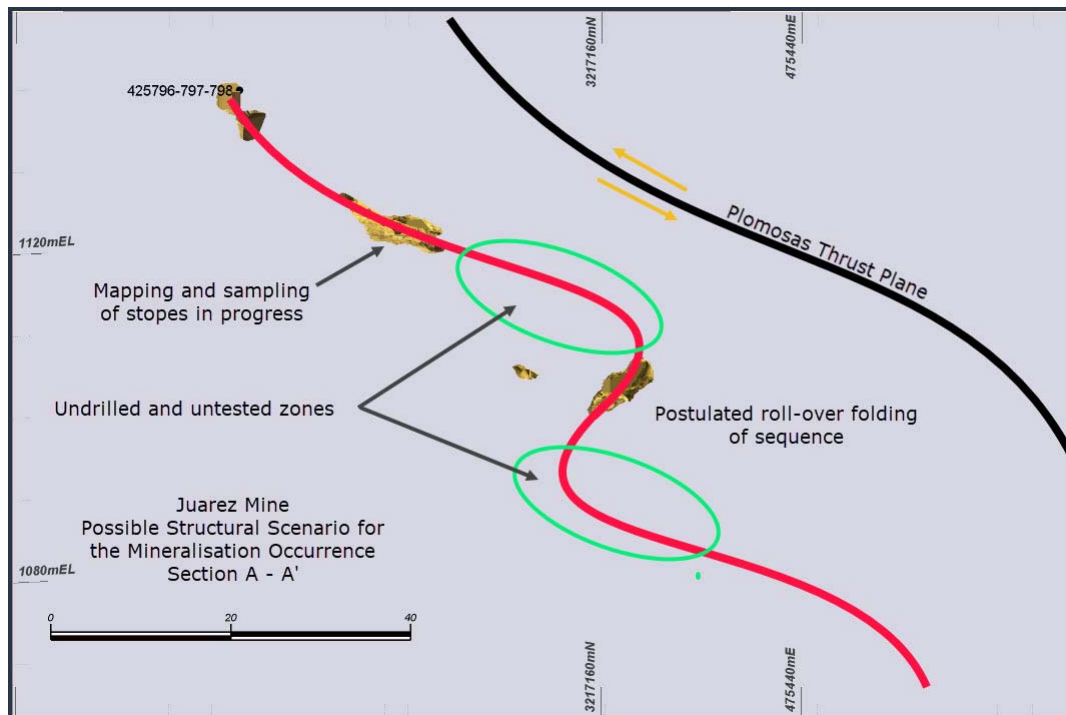 3217160mN
475440mE
425796-797-798
Plomosas Thrust Plane
1120mEL
Mapping and sampling
of stopes in progress
Undrilled and untested zones
Postulated roll-over folding
of sequence
Juarez Mine
Possible Structural Scenario for
the Mineralisation Occurrence
Section A - A'
1080mEL
0 20 40
3217160mN
475440mE